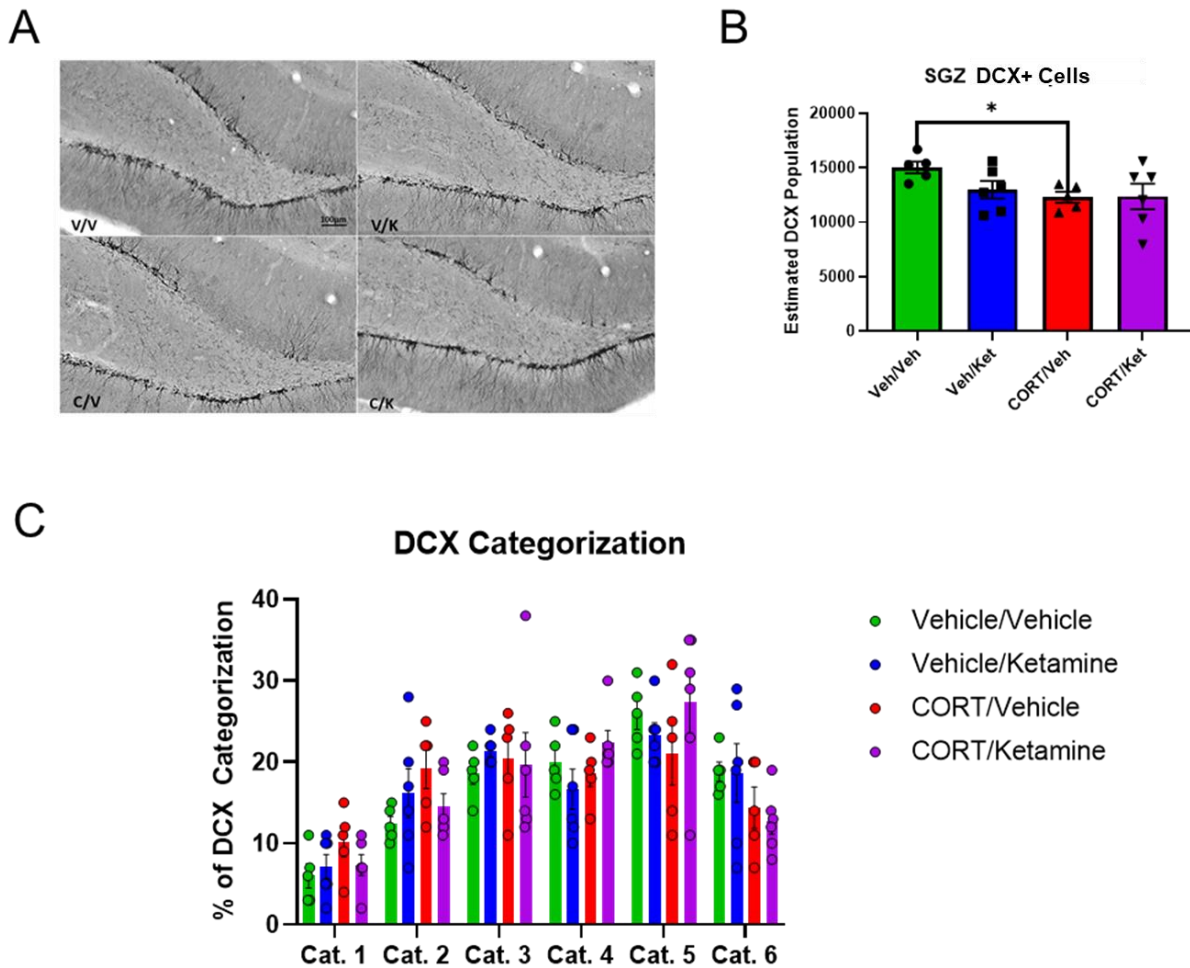 A
V/V
100μm
V/K
C/V
C/K
B
SGZ DCX+ Cells
*
Estimated DCX Population
20000
15000
10000
5000
0
Veh/Veh
Veh/Ket
CORT/Veh
CORT/Ket
C
DCX Categorization
% of DCX Categorization
40
30
20
10
0
Cat. 1
Cat. 2
Cat. 3
Cat. 4
Cat. 5
Cat. 6
Vehicle/Vehicle
Vehicle/Ketamine
CORT/Vehicle
CORT/Ketamine